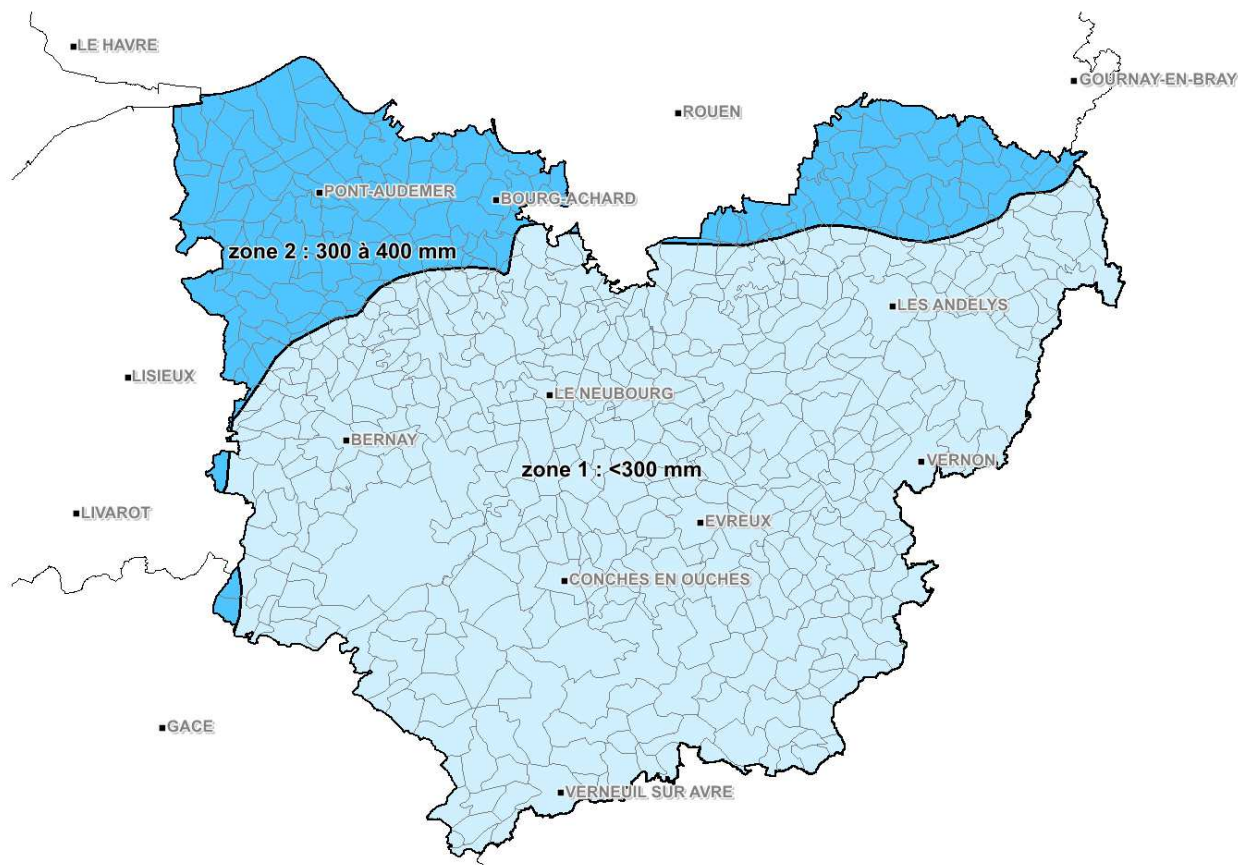 LE HAVRE
GOURNAY-EN-BRAY
ROUEN
PONT-AUDEMER
BOURG-ACHARD
zone 2 : 300 à 400 mm
LES ANDELYS
LISIEUX
LE NEUBOURG
BERNAY
VERNON
zone 1 : <300 mm
LIVAROT
EVREUX
CONCHES EN OUCHES
GACE
VERNEUIL SUR AVRE